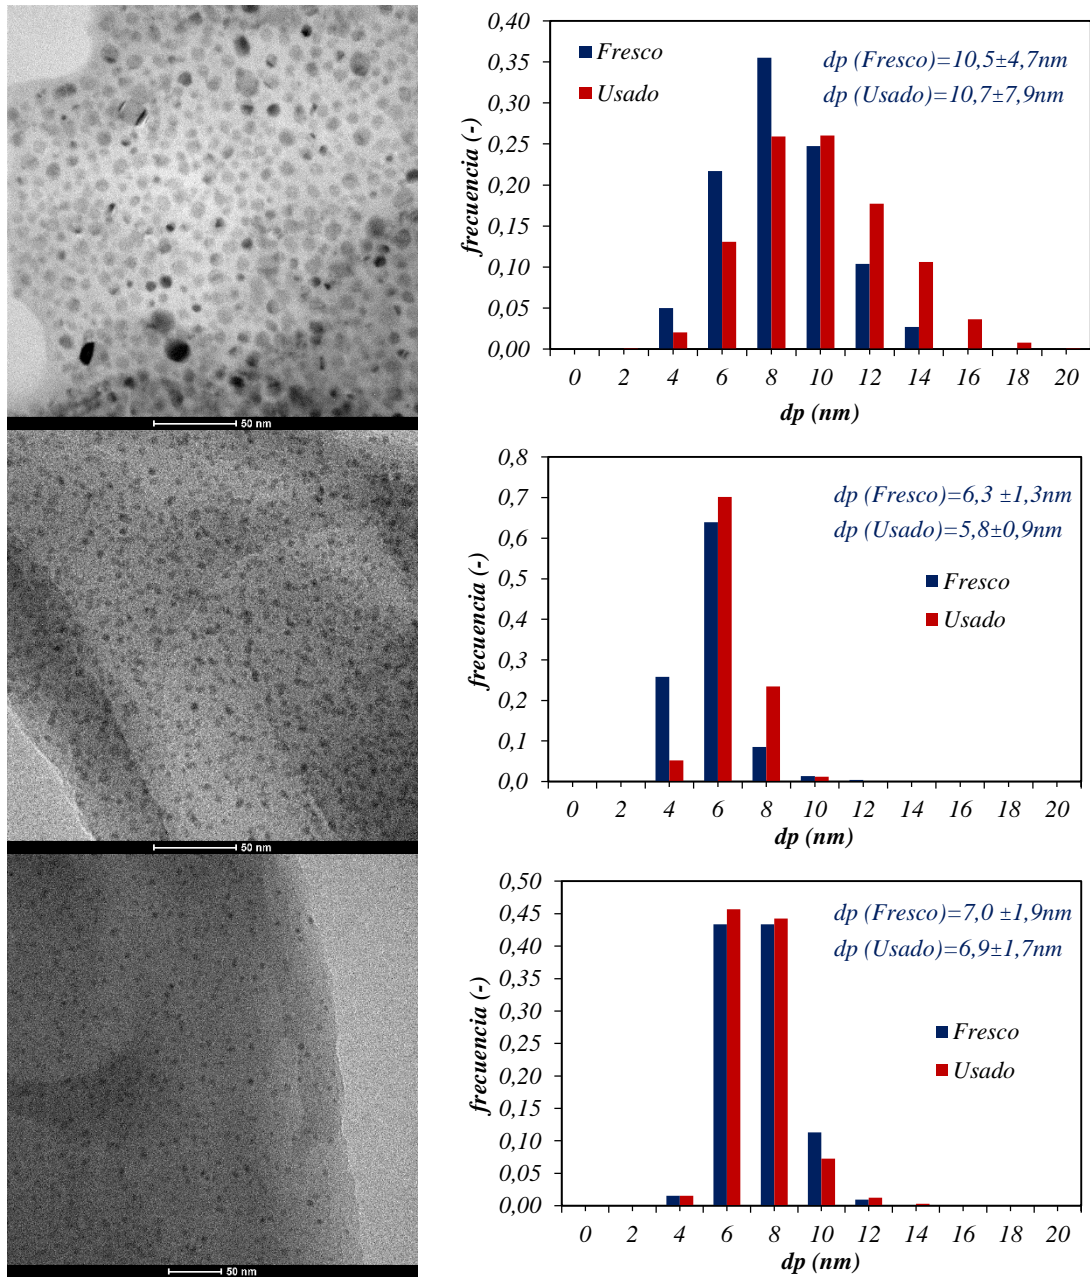 50 nm
0,40
0,35
0,30
0,25
0,20
0,15
0,10
0,05
0,00
frecuencia (-)
Fresco
Usado
dp (Fresco)=10,5±4,7nm
dp (Usado)=10,7±7,9nm
0 2 4 6 8 10 12 14 16 18 20
dp (nm)
50 nm
0,8
0,7
0,6
0,5
0,4
0,3
0,2
0,1
0,0
frecuencia (-)
dp (Fresco)=6,3 ±1,3nm
dp (Usado)=5,8±0,9nm
Fresco
Usado
0 2 4 6 8 10 12 14 16 18 20
dp (nm)
50 nm
0,50
0,45
0,40
0,35
0,30
0,25
0,20
0,15
0,10
0,05
0,00
frecuencia (-)
dp (Fresco)=7,0 ±1,9nm
dp (Usado)=6,9±1,7nm
Fresco
Usado
0 2 4 6 8 10 12 14 16 18 20
dp (nm)